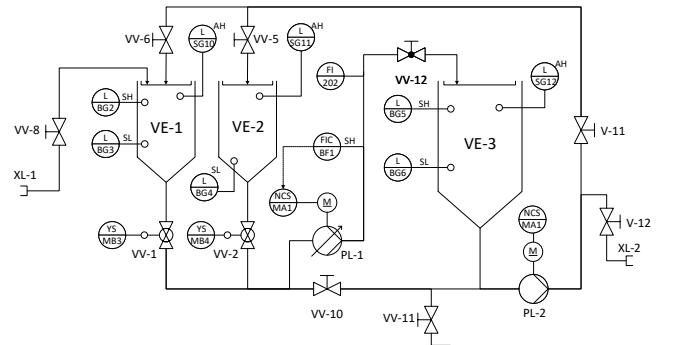 VV-6
VV-5
L
SG10
AH
L
SG11
AH
FI
202
VV-12
L
SG12
AH
L
BG2
SH
VE-1
VE-2
L
BG5
SH
VV-8
V-11
L
BG3
SL
FIC
BF1
SH
VE-3
XL-1
SL
L
BG4
L
BG6
SL
NCS
MA1
M
NCS
MA1
V-12
YS
MB3
YS
MB4
VV-1
VV-2
PL-1
M
XL-2
VV-10
VV-11
PL-2